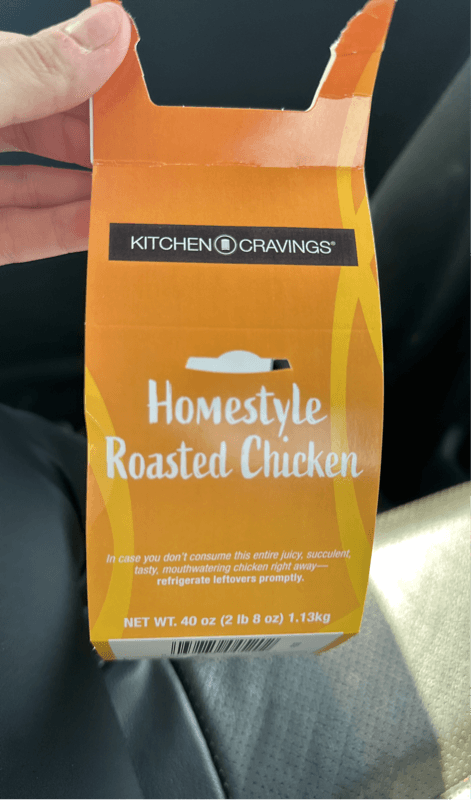 KITCHEN CRAVINGS®
Homestyle
Roasted Chicken
In case you don't consume this entire juicy, succulent,
tasty, mouthwatering chicken right away—
refrigerate leftovers promptly.
NET WT. 40 oz (2 lb 8 oz) 1.13kg